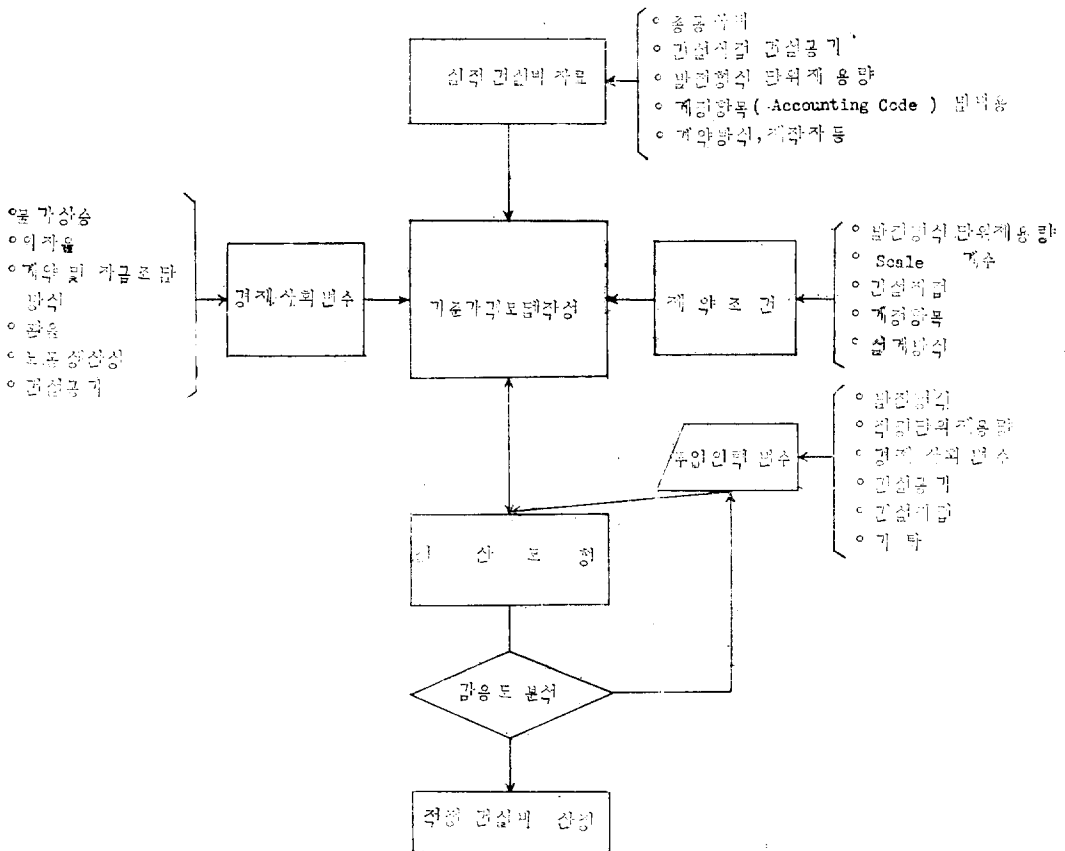 실적 건설비 자료
° 총공사비
° 건설시점 건설공기
° 발전형식 단위제용량
° 계정항목( Accounting Code ) 별비용
° 계약방식,제작자등
°물가상승
°이자율
°계약 및 자금조달
방식
°환율
°노동생산성
°건설공기
경제.사회변수
기준가격모델작성
제약조건
° 발전형식 단위제용량
° Scale 계수
° 건설시점
° 계정항목
° 설계방식
투입인력변수
° 발전형식
° 적정단위제용량
° 경제 사회 변수
° 건설공기
° 건설시점
° 기 타
산 모 형
감응도 분석
적정 건설비 산정